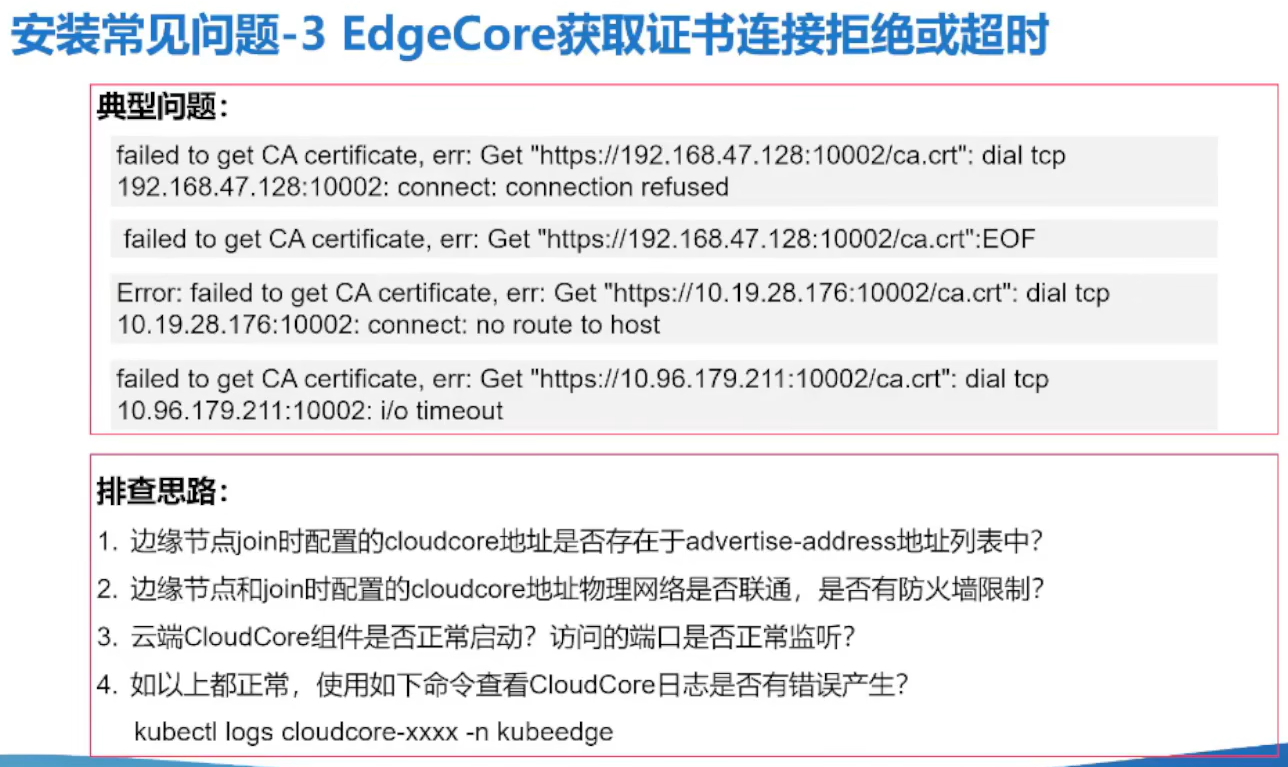 安装常见问题-3 EdgeCore获取证书连接拒绝或超时
典型问题：
failed to get CA certificate, err: Get "https://192.168.47.128:10002/ca.crt": dial tcp
192.168.47.128:10002: connect: connection refused
failed to get CA certificate, err: Get "https://192.168.47.128:10002/ca.crt":EOF
Error: failed to get CA certificate, err: Get "https://10.19.28.176:10002/ca.crt": dial tcp
10.19.28.176:10002: connect: no route to host
failed to get CA certificate, err: Get "https://10.96.179.211:10002/ca.crt": dial tcp
10.96.179.211:10002: i/o timeout
排查思路：
1. 边缘节点join时配置的cloudcore地址是否存在于advertise-address地址列表中？
2. 边缘节点和join时配置的cloudcore地址物理网络是否联通，是否有防火墙限制？
3. 云端CloudCore组件是否正常启动？访问的端口是否正常监听？
4. 如以上都正常，使用如下命令查看CloudCore日志是否有错误产生？
kubectl logs cloudcore-xxxx -n kubeedge